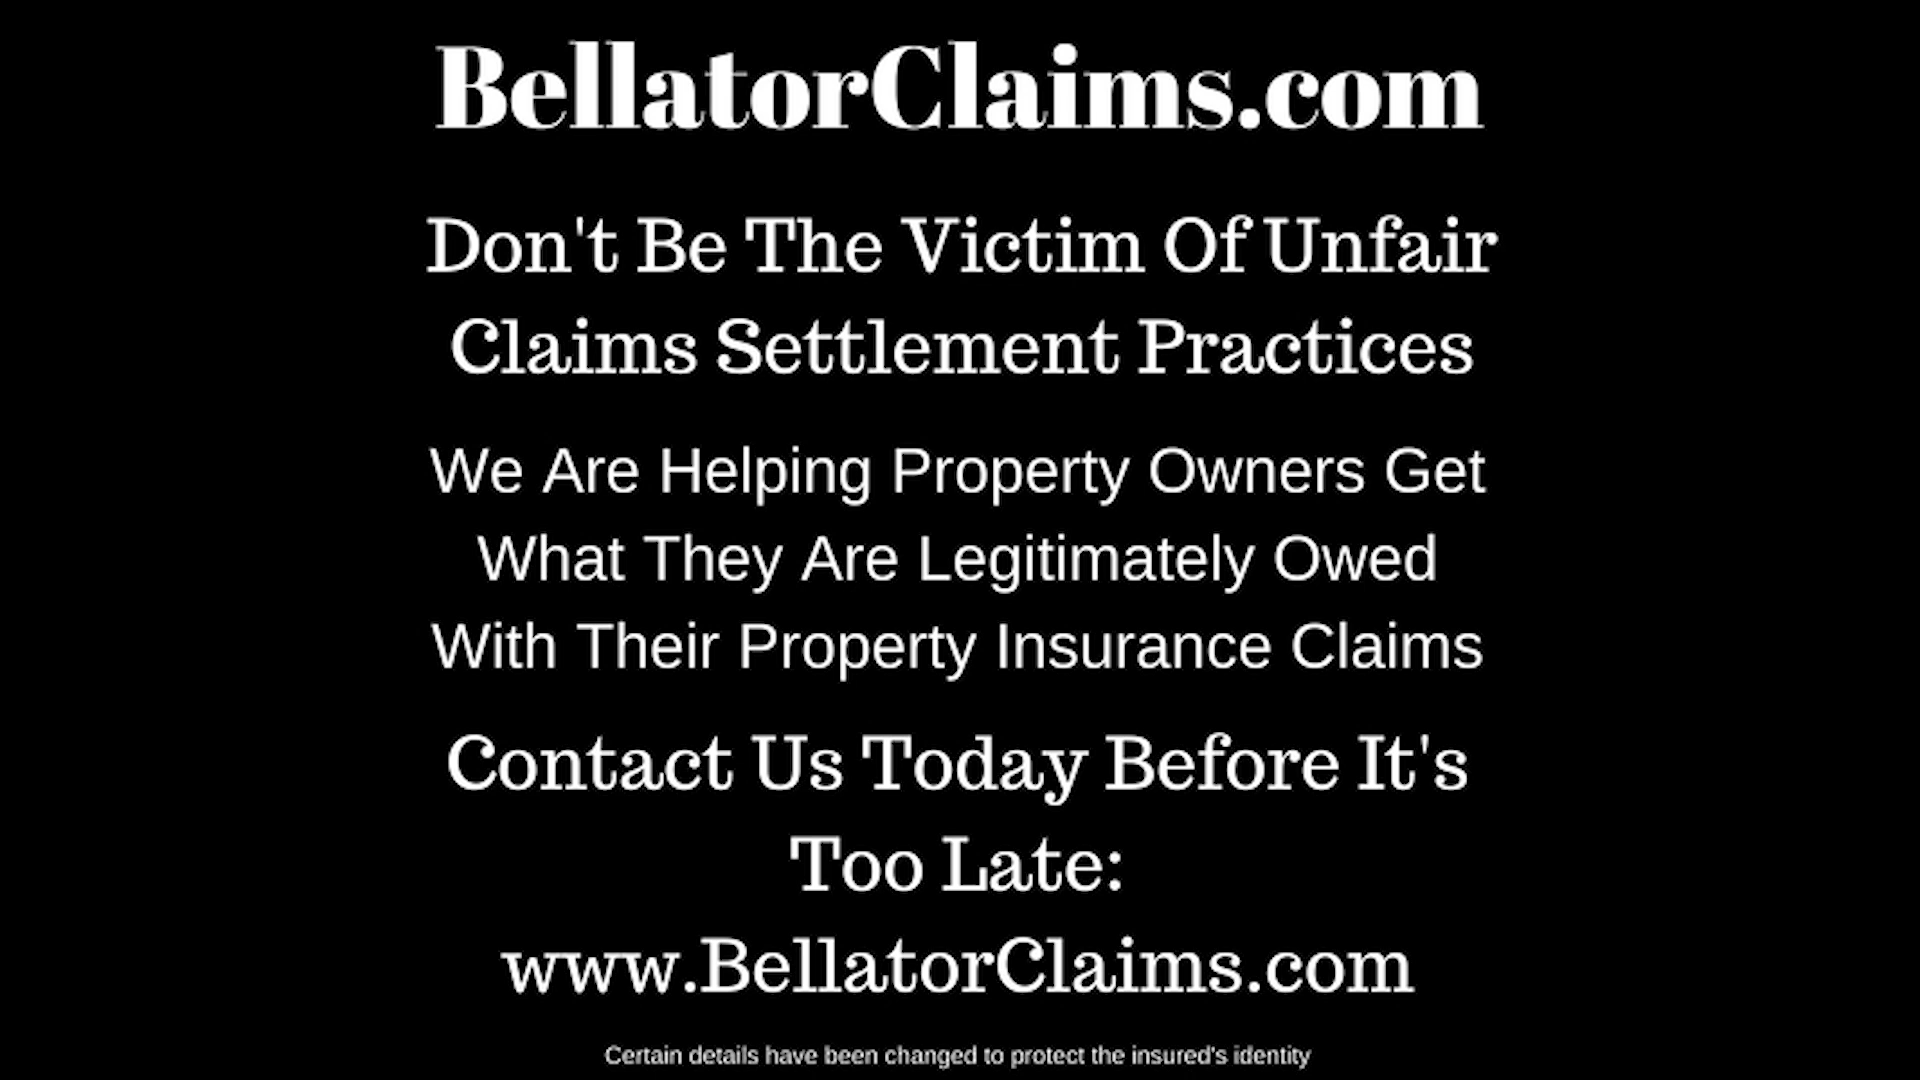 BellatorClaims.com
Don't Be The Victim Of Unfair
Claims Settlement Practices
We Are Helping Property Owners Get
What They Are Legitimately Owed
With Their Property Insurance Claims
Contact Us Today Before It's
Too Late:
www.BellatorClaims.com
Certain details have been changed to protect the insured's identity